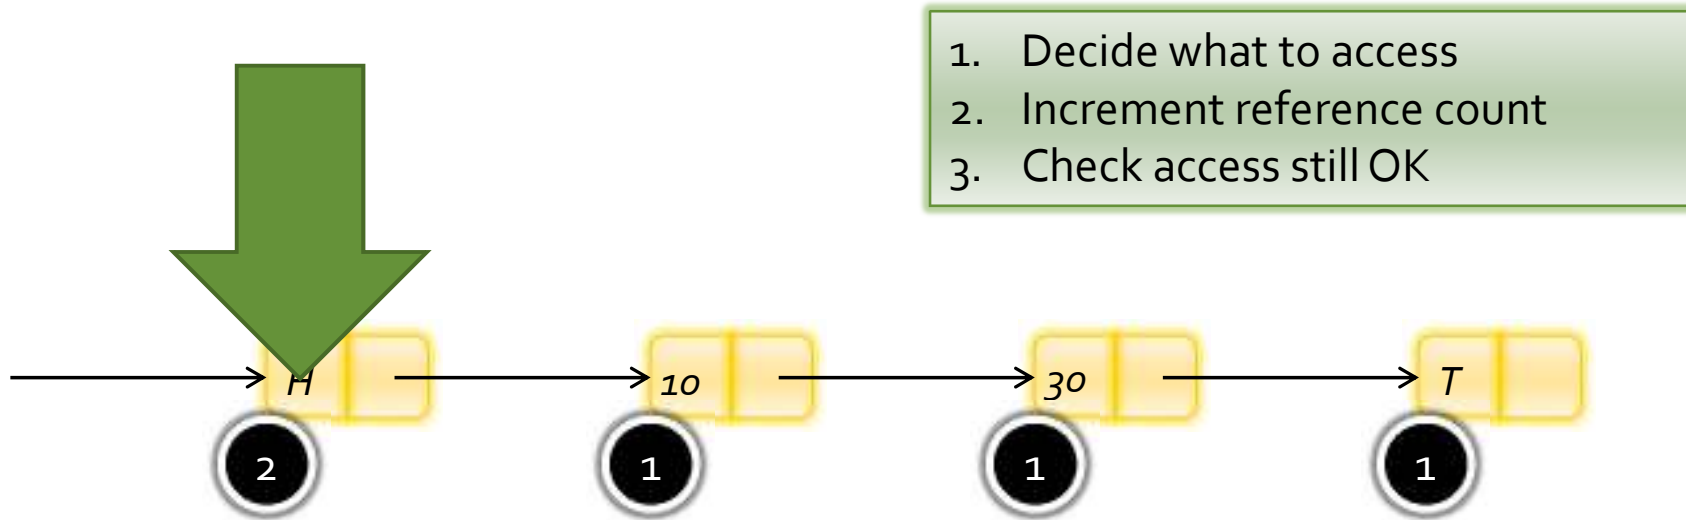 1. Decide what to access
2. Increment reference count
3. Check access still OK
H 10 30 T
2 1 1 1